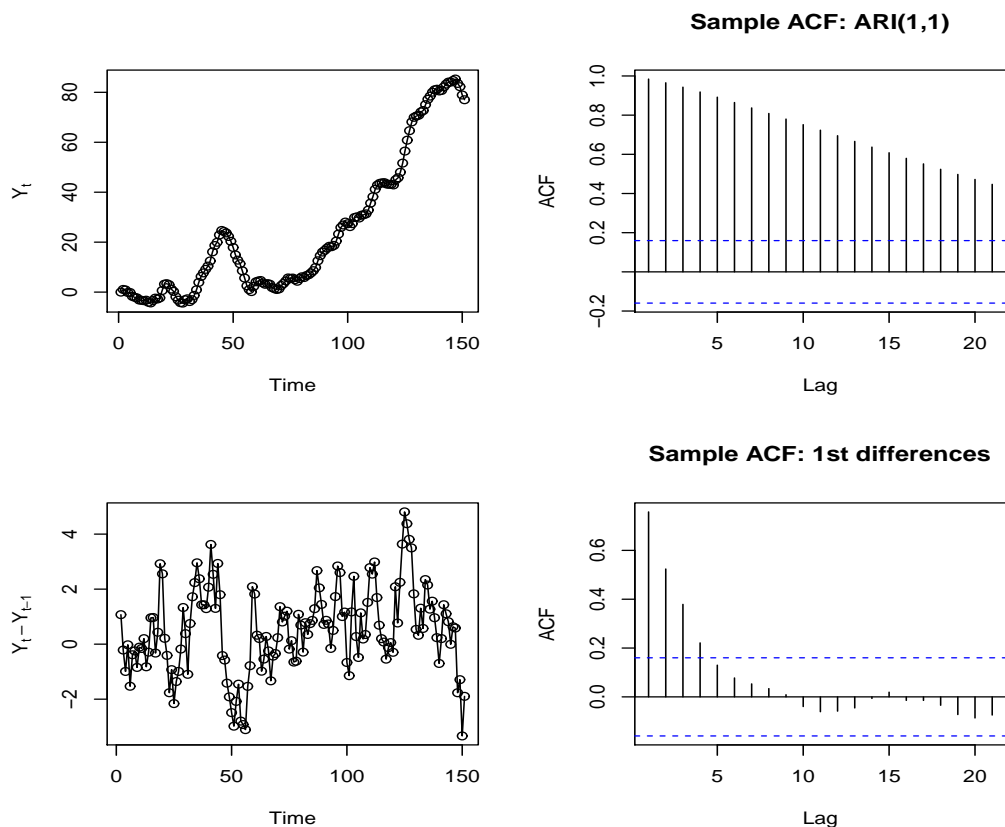 Sample ACF: ARI(1,1)
Y_t
0 20 40 60 80
0 50 100 150
Time
ACF
−0.2 0.2 0.4 0.6 0.8 1.0
5 10 15 20
Lag
Sample ACF: 1st differences
Y_t − Y_{t−1}
−2 0 2 4
0 50 100 150
Time
ACF
0.0 0.2 0.4 0.6
5 10 15 20
Lag